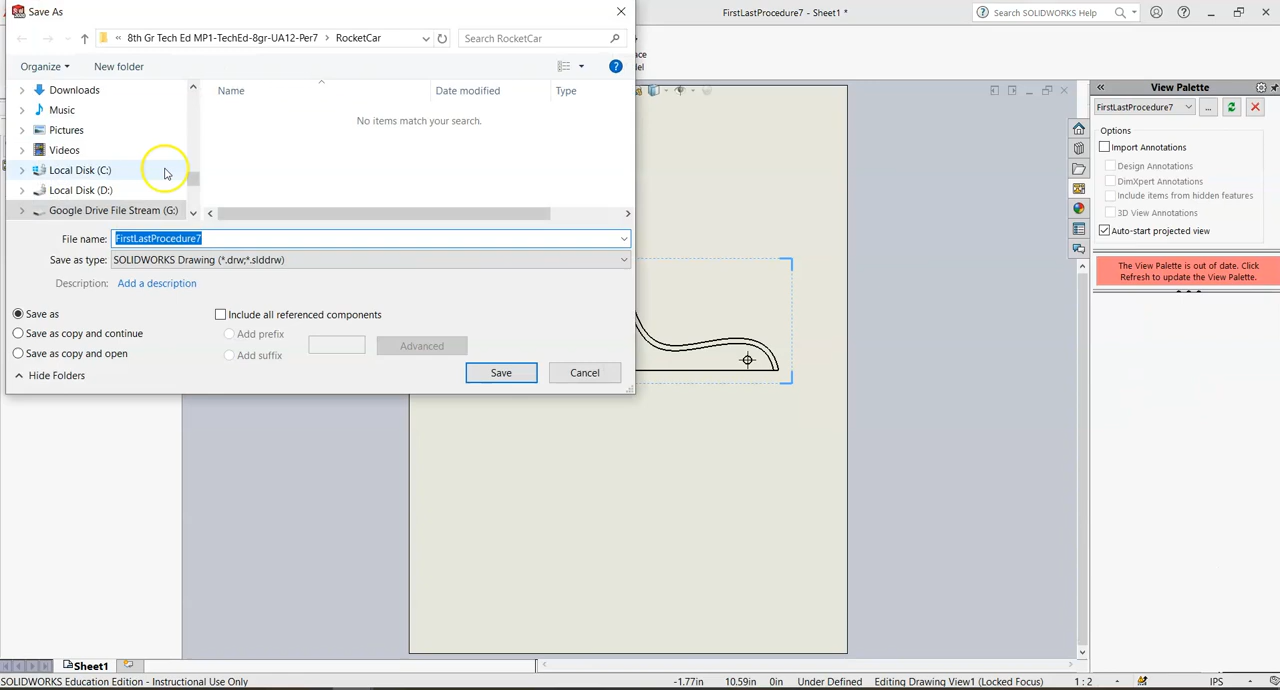 Save As
FirstLastProcedure7 - Sheet1 *
Search SOLIDWORKS Help
« 8th Gr Tech Ed MP1-TechEd-8gr-UA12-Per7 > RocketCar
Search RocketCar
Organize
New folder
Downloads
Music
Pictures
Videos
Local Disk (C:)
Local Disk (D:)
Google Drive File Stream (G:)
Name
Date modified
Type
No items match your search.
File name:
FirstLastProcedure7
Save as type:
SOLIDWORKS Drawing (*.drw;*.slddrw)
Description:
Add a description
Save as
Save as copy and continue
Save as copy and open
Include all referenced components
Add prefix
Add suffix
Advanced
Hide Folders
Save
Cancel
View Palette
FirstLastProcedure7
...
Options
Import Annotations
Design Annotations
DimXpert Annotations
Include items from hidden features
3D View Annotations
Auto-start projected view
The View Palette is out of date. Click
Refresh to update the View Palette.
Sheet1
SOLIDWORKS Education Edition - Instructional Use Only
-1.77in
10.59in
0in
Under Defined
Editing Drawing View1 (Locked Focus)
1 : 2
IPS